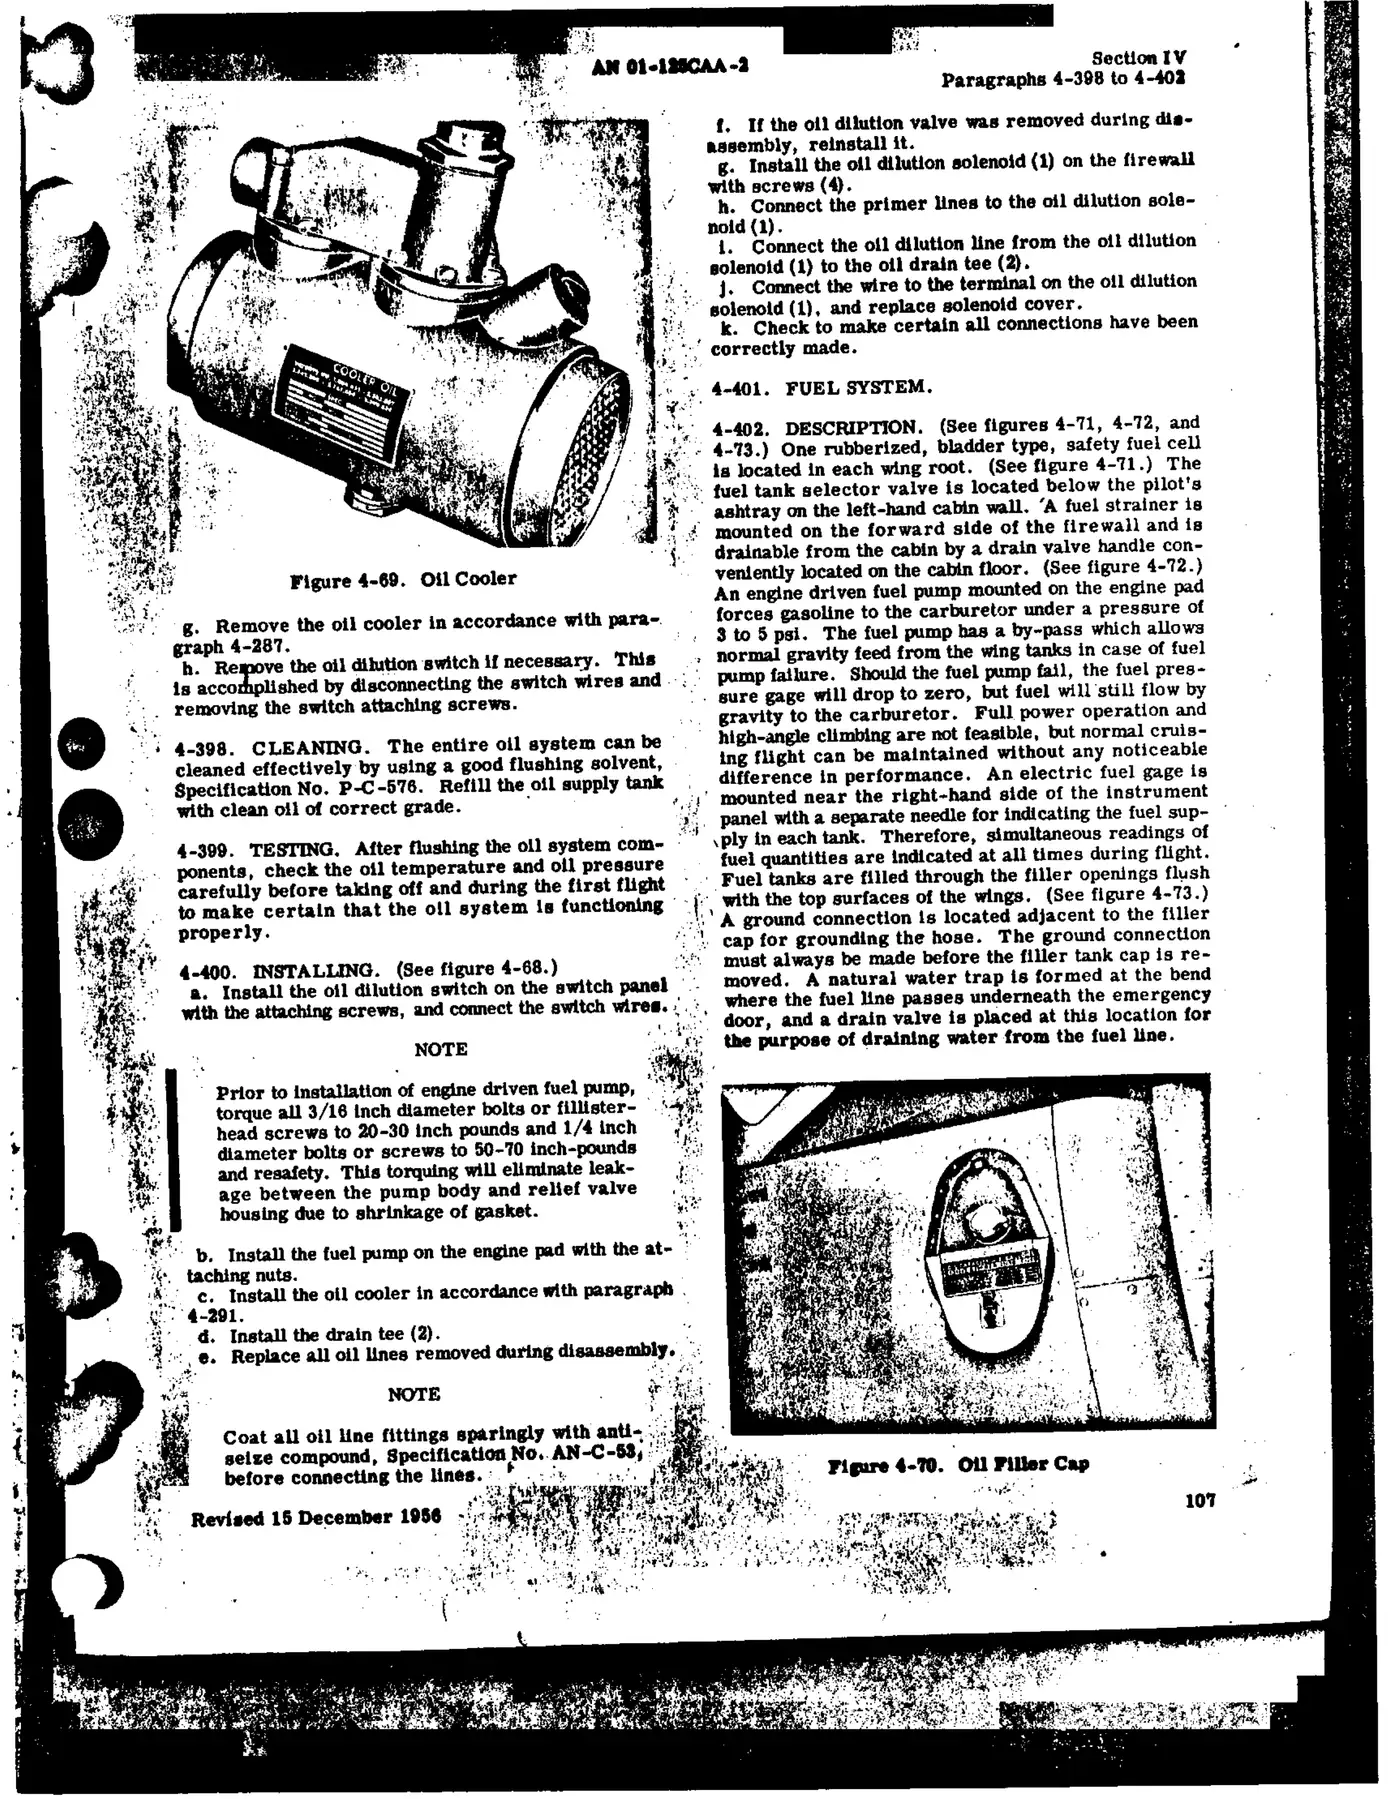 AN 01-125CAA-2
Section IV
Paragraphs 4-398 to 4-402
COOLER OIL
Figure 4-69. Oil Cooler
g. Remove the oil cooler in accordance with para-
graph 4-287.
h. Remove the oil dilution switch if necessary. This
is accomplished by disconnecting the switch wires and
removing the switch attaching screws.
4-398. CLEANING. The entire oil system can be
cleaned effectively by using a good flushing solvent,
Specification No. P-C-576. Refill the oil supply tank
with clean oil of correct grade.
4-399. TESTING. After flushing the oil system com-
ponents, check the oil temperature and oil pressure
carefully before taking off and during the first flight
to make certain that the oil system is functioning
properly.
4-400. INSTALLING. (See figure 4-68.)
a. Install the oil dilution switch on the switch panel
with the attaching screws, and connect the switch wires.
NOTE
Prior to installation of engine driven fuel pump,
torque all 3/16 inch diameter bolts or fillister-
head screws to 20-30 inch pounds and 1/4 inch
diameter bolts or screws to 50-70 inch-pounds
and resafety. This torquing will eliminate leak-
age between the pump body and relief valve
housing due to shrinkage of gasket.
b. Install the fuel pump on the engine pad with the at-
taching nuts.
c. Install the oil cooler in accordance with paragraph
4-291.
d. Install the drain tee (2).
e. Replace all oil lines removed during disassembly.
NOTE
Coat all oil line fittings sparingly with anti-
seize compound, Specification No. AN-C-53,
before connecting the lines.
Revised 15 December 1956
f. If the oil dilution valve was removed during dis-
assembly, reinstall it.
g. Install the oil dilution solenoid (1) on the firewall
with screws (4).
h. Connect the primer lines to the oil dilution sole-
noid (1).
i. Connect the oil dilution line from the oil dilution
solenoid (1) to the oil drain tee (2).
j. Connect the wire to the terminal on the oil dilution
solenoid (1), and replace solenoid cover.
k. Check to make certain all connections have been
correctly made.
4-401. FUEL SYSTEM.
4-402. DESCRIPTION. (See figures 4-71, 4-72, and
4-73.) One rubberized, bladder type, safety fuel cell
is located in each wing root. (See figure 4-71.) The
fuel tank selector valve is located below the pilot's
ashtray on the left-hand cabin wall. A fuel strainer is
mounted on the forward side of the firewall and is
drainable from the cabin by a drain valve handle con-
veniently located on the cabin floor. (See figure 4-72.)
An engine driven fuel pump mounted on the engine pad
forces gasoline to the carburetor under a pressure of
3 to 5 psi. The fuel pump has a by-pass which allows
normal gravity feed from the wing tanks in case of fuel
pump failure. Should the fuel pump fail, the fuel pres-
sure gage will drop to zero, but fuel will still flow by
gravity to the carburetor. Full power operation and
high-angle climbing are not feasible, but normal cruis-
ing flight can be maintained without any noticeable
difference in performance. An electric fuel gage is
mounted near the right-hand side of the instrument
panel with a separate needle for indicating the fuel sup-
ply in each tank. Therefore, simultaneous readings of
fuel quantities are indicated at all times during flight.
Fuel tanks are filled through the filler openings flush
with the top surfaces of the wings. (See figure 4-73.)
A ground connection is located adjacent to the filler
cap for grounding the hose. The ground connection
must always be made before the filler tank cap is re-
moved. A natural water trap is formed at the bend
where the fuel line passes underneath the emergency
door, and a drain valve is placed at this location for
the purpose of draining water from the fuel line.
Figure 4-70. Oil Filler Cap
107